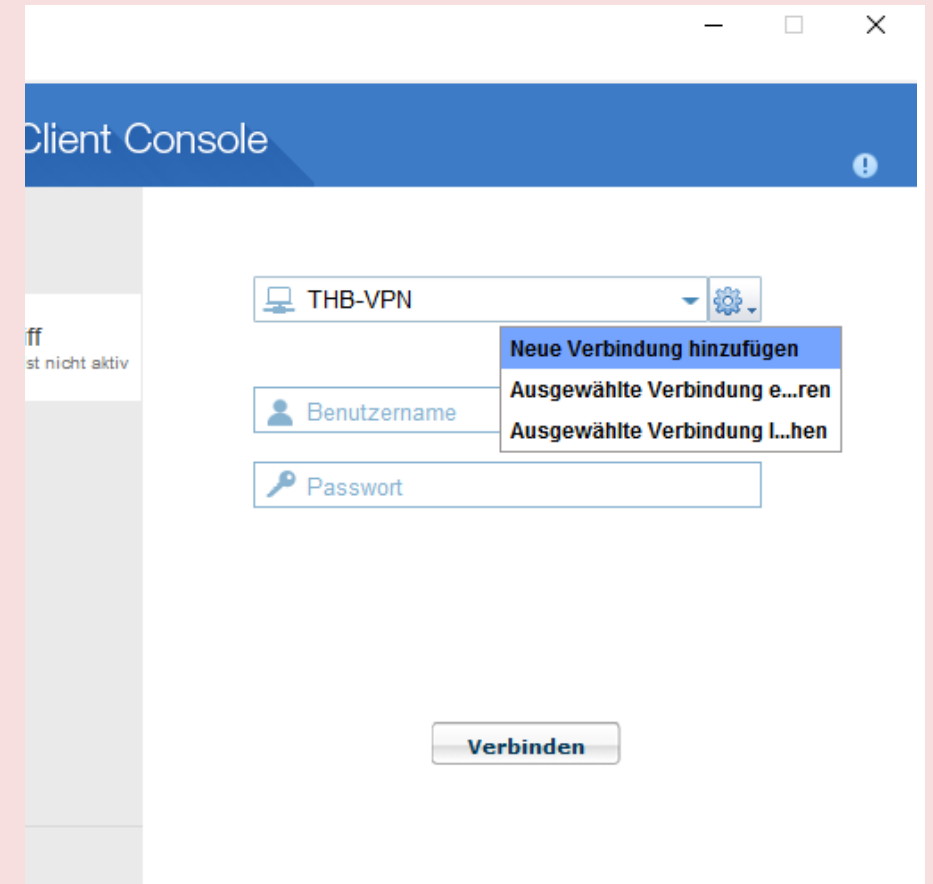 Client Console
THB-VPN
iff
st nicht aktiv
Neue Verbindung hinzufügen
Ausgewählte Verbindung e...ren
Benutzername
Ausgewählte Verbindung l...hen
Passwort
Verbinden